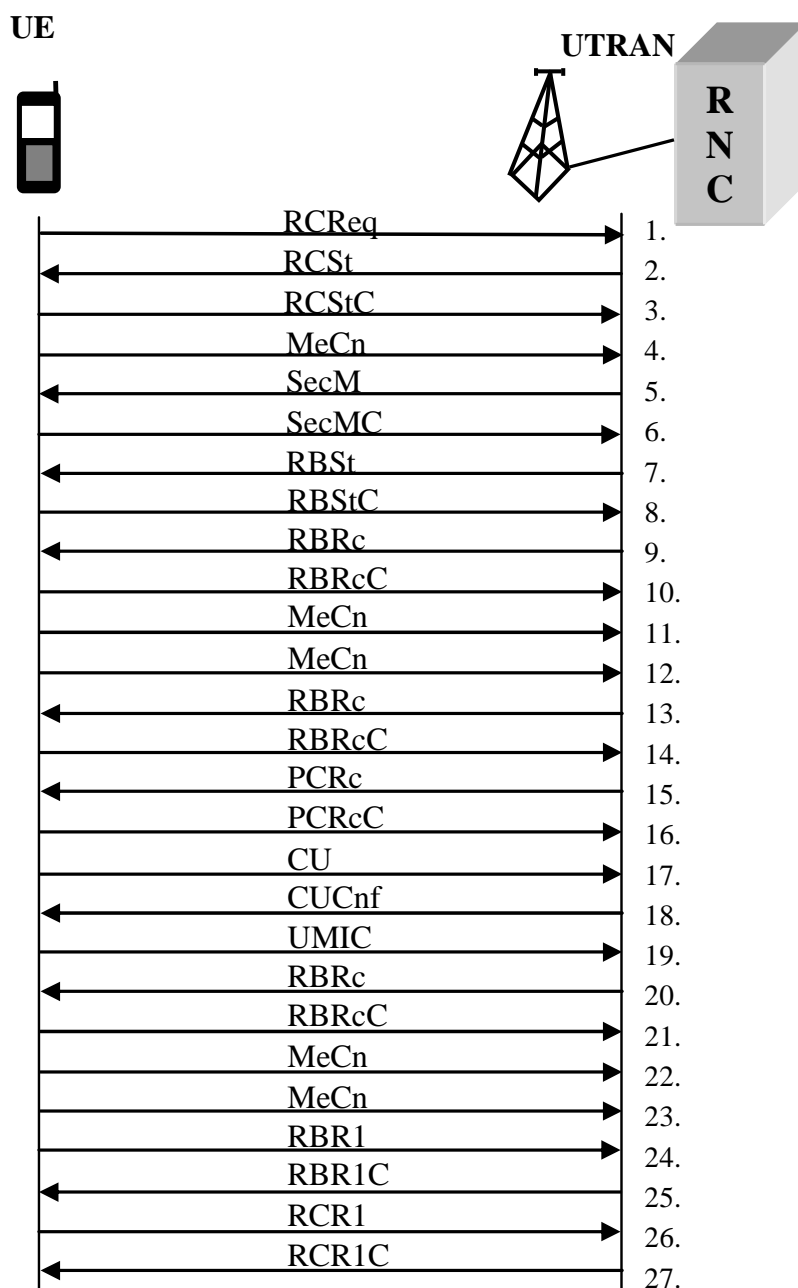 UE
UTRAN
R
N
C
RCReq 1.
RCSt 2.
RCStC 3.
MeCn 4.
SecM 5.
SecMC 6.
RBSt 7.
RBStC 8.
RBRc 9.
RBRcC 10.
MeCn 11.
MeCn 12.
RBRc 13.
RBRcC 14.
PCRc 15.
PCRcC 16.
CU 17.
CUCnf 18.
UMIC 19.
RBRc 20.
RBRcC 21.
MeCn 22.
MeCn 23.
RBR1 24.
RBR1C 25.
RCR1 26.
RCR1C 27.